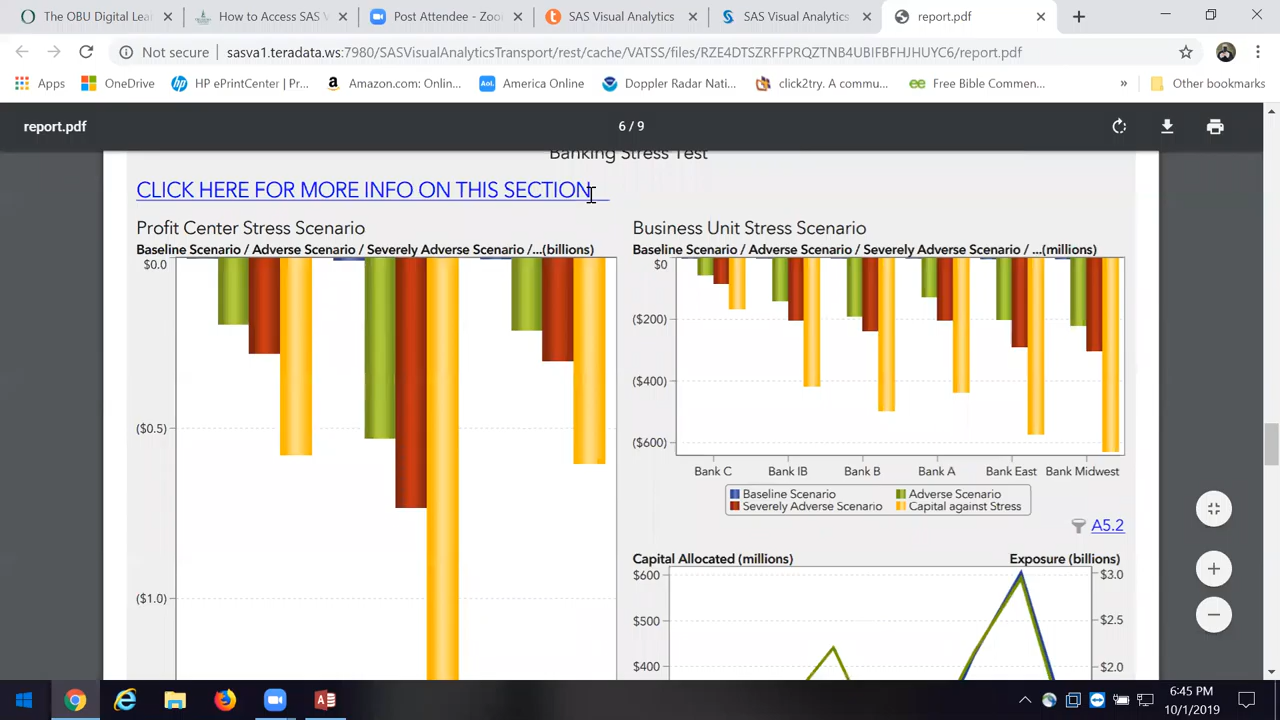 The OBU Digital Lea
How to Access SAS V
Post Attendee - Zoo
SAS Visual Analytics
SAS Visual Analytics
report.pdf
Not secure
sasva1.teradata.ws:7980/SASVisualAnalyticsTransport/rest/cache/VATSS/files/RZE4DTSZRFFPRQZTNB4UBIFBFHJHUYC6/report.pdf
Apps
OneDrive
HP ePrintCenter | Pr...
Amazon.com: Onlin...
Aol.
America Online
Doppler Radar Natio...
click2try. A commu...
Free Bible Commen...
»
Other bookmarks
report.pdf
6 / 9
Banking Stress Test
CLICK HERE FOR MORE INFO ON THIS SECTION
Profit Center Stress Scenario
Baseline Scenario / Adverse Scenario / Severely Adverse Scenario /...(billions)
$0.0
($0.5)
($1.0)
Business Unit Stress Scenario
Baseline Scenario / Adverse Scenario / Severely Adverse Scenario / ...(millions)
$0
($200)
($400)
($600)
Bank C Bank IB Bank B Bank A Bank East Bank Midwest
Baseline Scenario Adverse Scenario
Severely Adverse Scenario Capital against Stress
A5.2
Capital Allocated (millions) Exposure (billions)
$600 $3.0
$500 $2.5
$400 $2.0
6:45 PM
10/1/2019